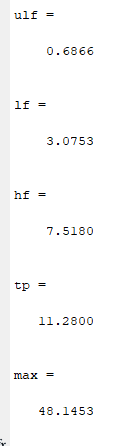 ulf =
0.6866
lf =
3.0753
hf =
7.5180
tp =
11.2800
max =
48.1453